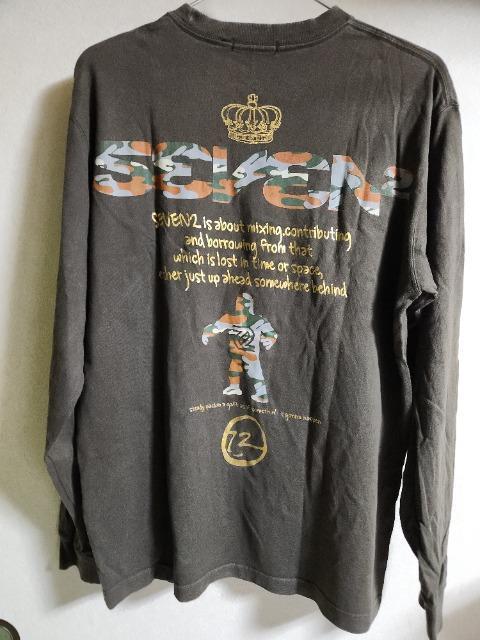 SEVEN2
SEVEN2 is about mixing.contributing
and borrowing from that
which is lost in time or space,
ther just up ahead somewhere behind
72